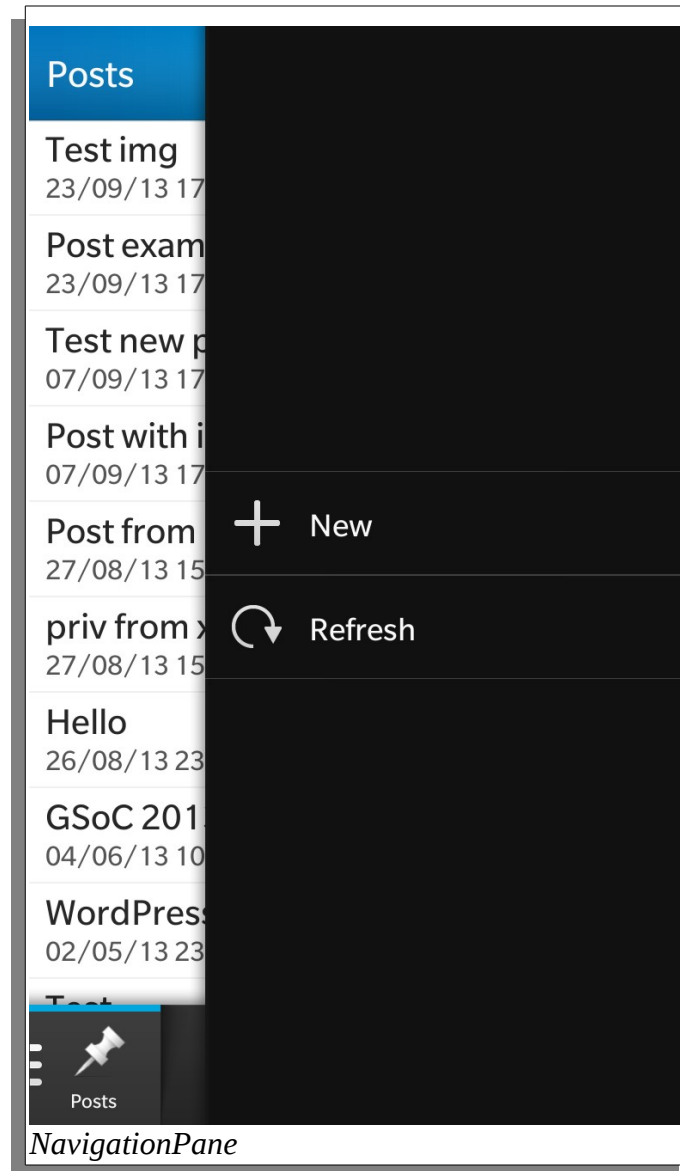 Posts
Test img
23/09/13 17
Post exam
23/09/13 17
Test new
07/09/13 17
Post with i
07/09/13 17
Post from
27/08/13 15
priv from
27/08/13 15
Hello
26/08/13 23
GSoC 201
04/06/13 10
WordPress
02/05/13 23
New
Refresh
Posts
NavigationPane